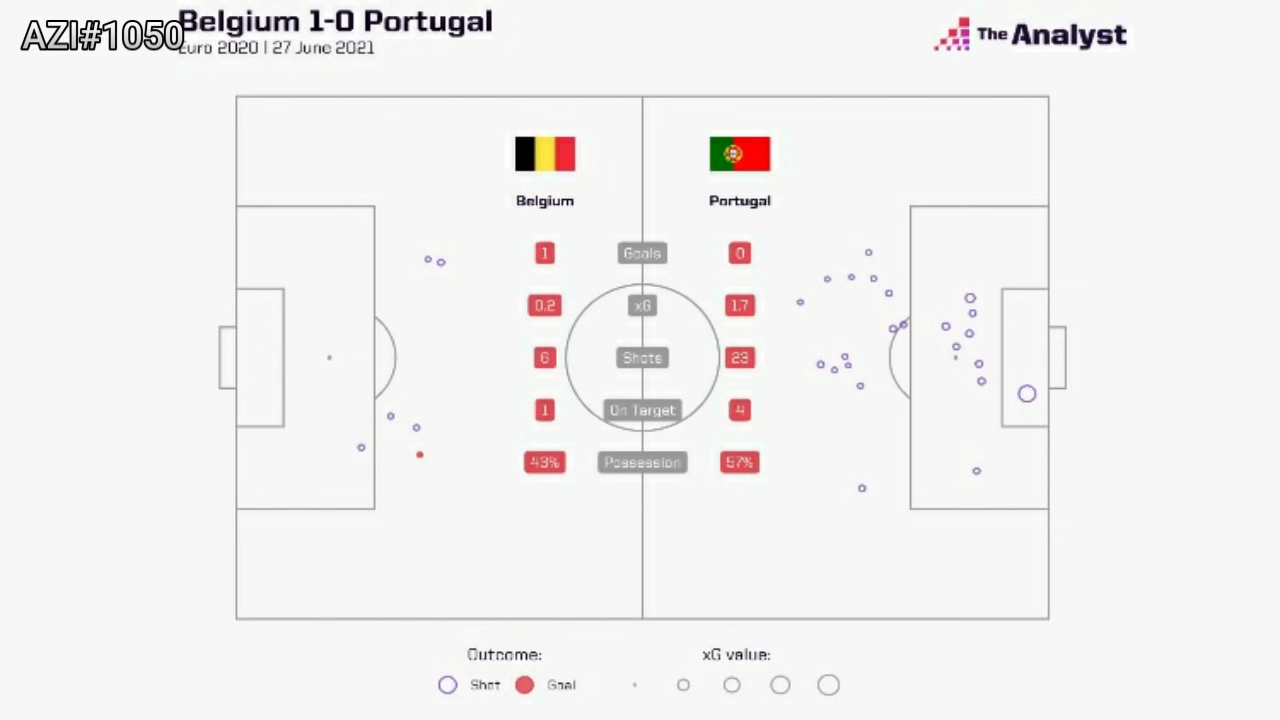 Belgium 1-0 Portugal
AZI#1050
Euro 2020 | 27 June 2021
The Analyst
Belgium Portugal
1 Goals 0
0.2 xG 1.7
6 Shots 23
1 On Target 4
43% Possession 57%
Outcome: xG value:
Shot Goal